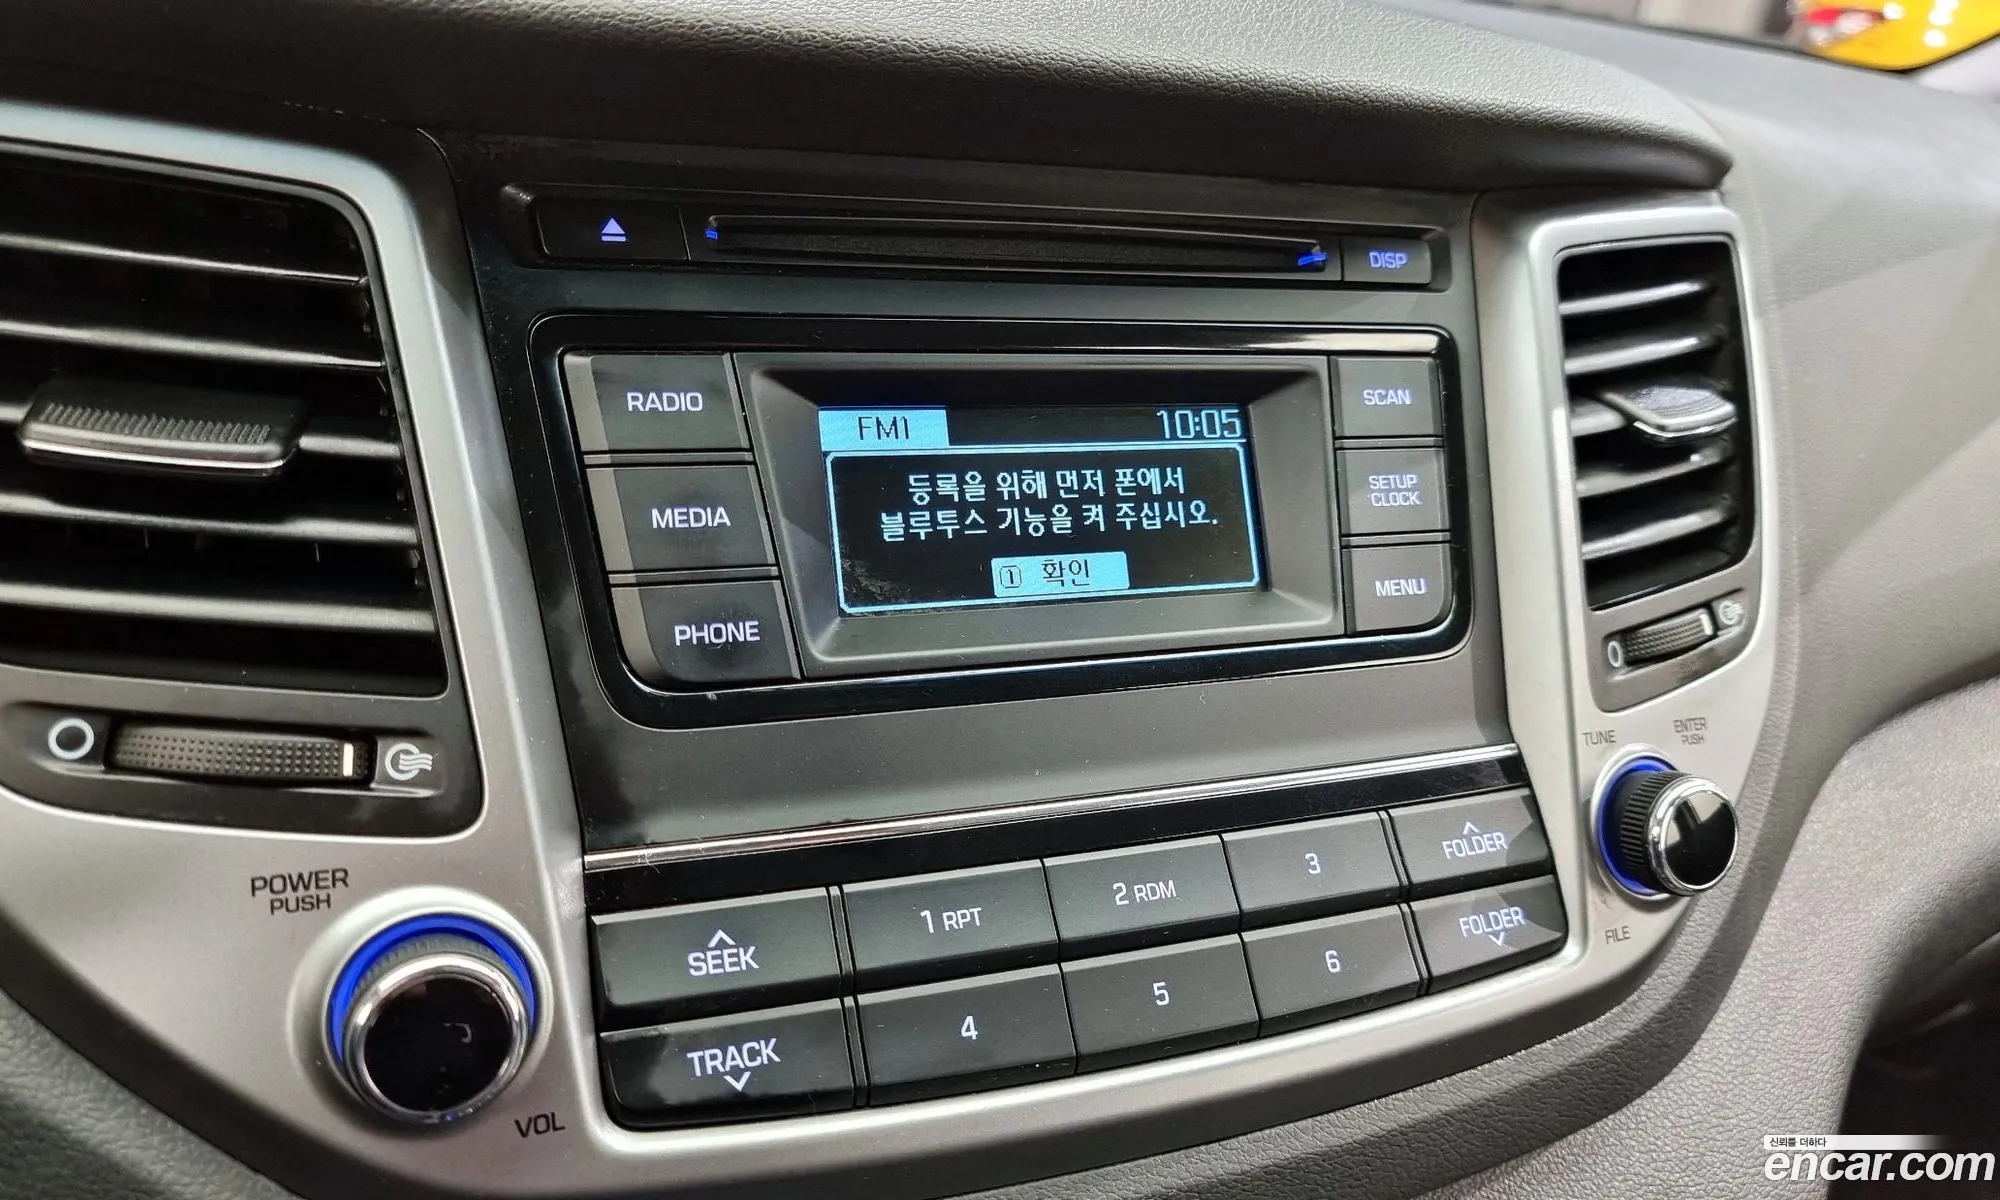 DISP
RADIO
MEDIA
PHONE
FM1 10:05
등록을 위해 먼저 폰에서
블루투스 기능을 켜 주십시오.
1 확인
SCAN
SETUP
CLOCK
MENU
TUNE
ENTER
PUSH
FILE
POWER
PUSH
VOL
SEEK
TRACK
1 RPT
2 RDM
3
4
5
6
FOLDER
FOLDER
신뢰를 더하다
encar.com